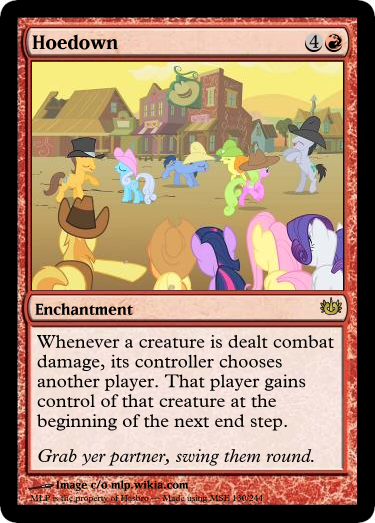 Hoedown 4
Enchantment
Whenever a creature is dealt combat
damage, its controller chooses
another player. That player gains
control of that creature at the
beginning of the next end step.
Grab yer partner, swing them round.
Image c/o mlp.wikia.com
MLP is the property of Hasbro — Made using MSE 130/244